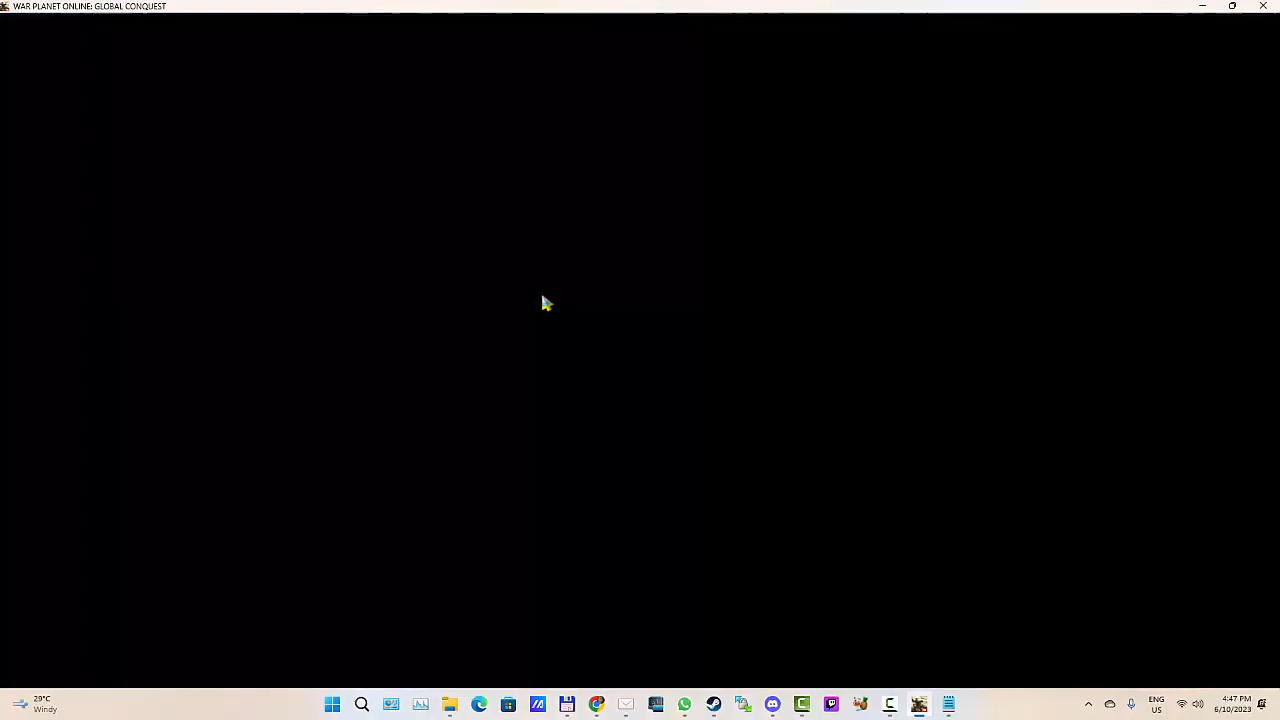 WAR PLANET ONLINE: GLOBAL CONQUEST
29°C
Windy
ENG
US
4:47 PM
6/10/2023